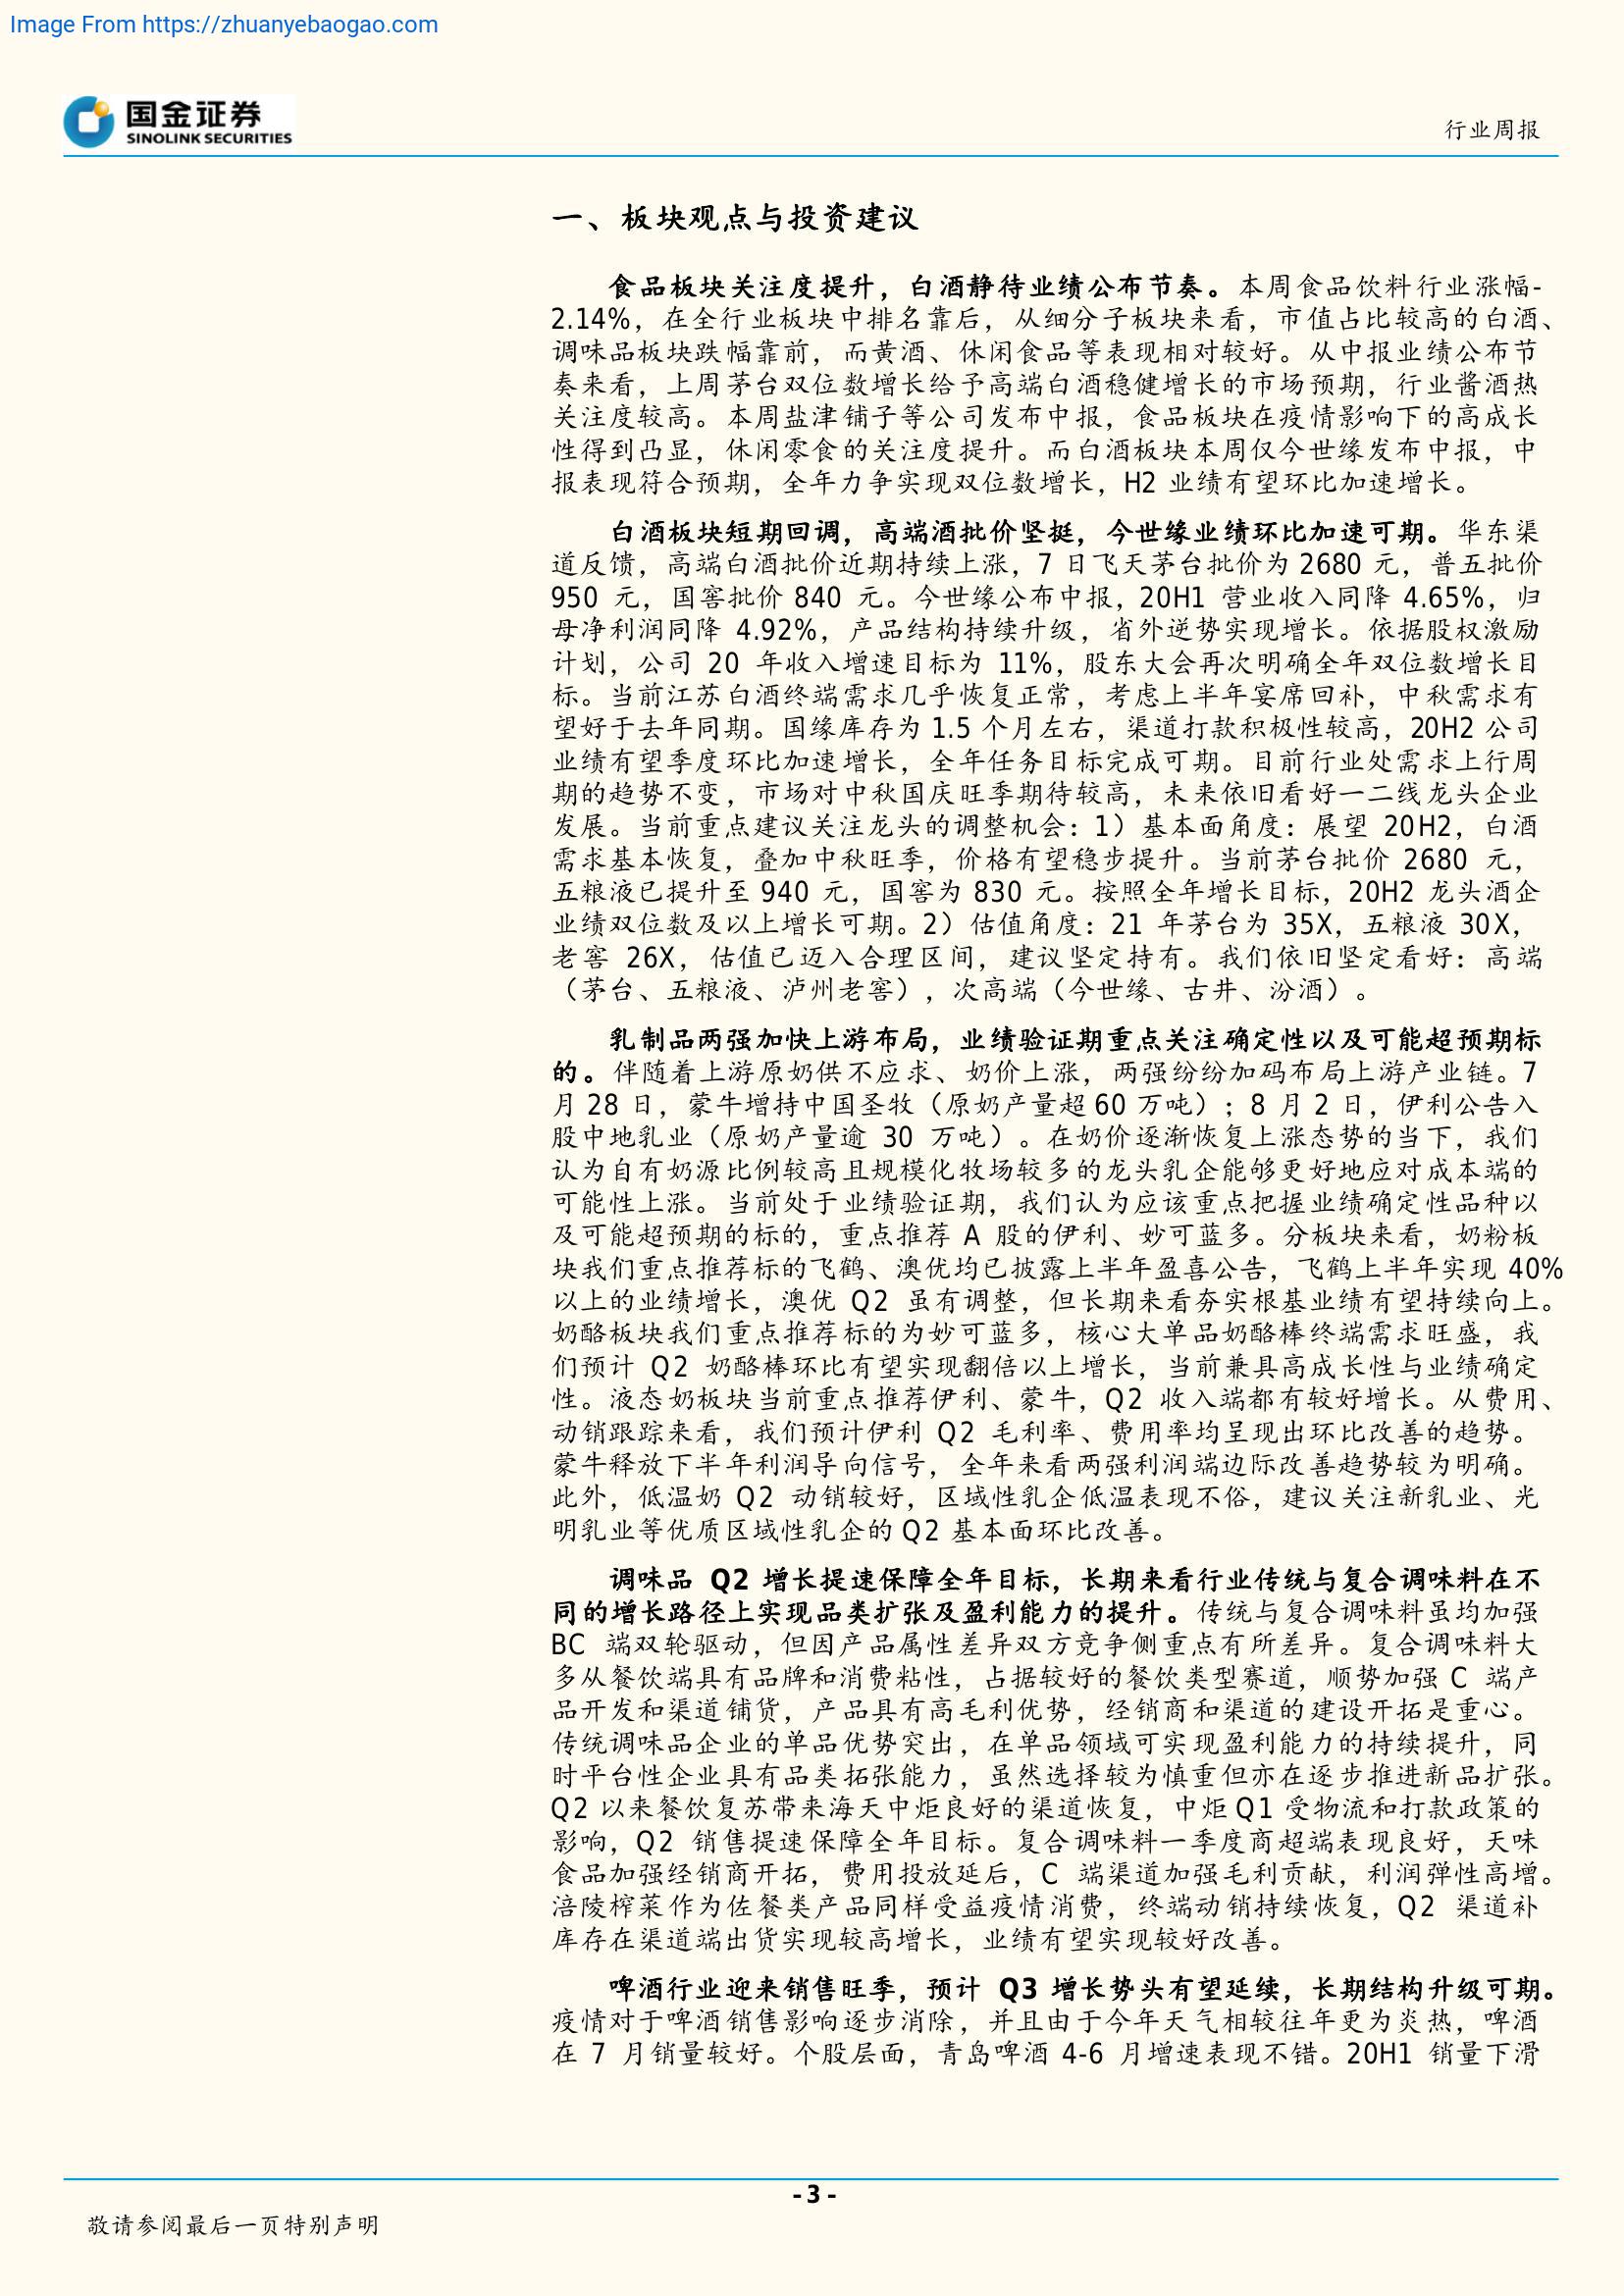 Image From https://zhuanyebaogao.com
国金证券
SINOLINK SECURITIES
行业周报
一、板块观点与投资建议
食品板块关注度提升，白酒静待业绩公布节奏。本周食品饮料行业涨幅-
2.14%，在全行业板块中排名靠后，从细分子板块来看，市值占比较高的白酒、
调味品板块跌幅靠前，而黄酒、休闲食品等表现相对较好。从中报业绩公布节
奏来看，上周茅台双位数增长给予高端白酒稳健增长的市场预期，行业酱酒热
关注度较高。本周盐津铺子等公司发布中报，食品板块在疫情影响下的高成长
性得到凸显，休闲零食的关注度提升。而白酒板块本周仅今世缘发布中报，中
报表现符合预期，全年力争实现双位数增长，H2 业绩有望环比加速增长。
白酒板块短期回调，高端酒批价坚挺，今世缘业绩环比加速可期。华东渠
道反馈，高端白酒批价近期持续上涨，7 日飞天茅台批价为 2680 元，普五批价
950 元，国窖批价 840 元。今世缘公布中报，20H1 营业收入同降 4.65%，归
母净利润同降 4.92%，产品结构持续升级，省外逆势实现增长。依据股权激励
计划，公司 20 年收入增速目标为 11%，股东大会再次明确全年双位数增长目
标。当前江苏白酒终端需求几乎恢复正常，考虑上半年宴席回补，中秋需求有
望好于去年同期。国缘库存为 1.5 个月左右，渠道打款积极性较高，20H2 公司
业绩有望季度环比加速增长，全年任务目标完成可期。目前行业处需求上行周
期的趋势不变，市场对中秋国庆旺季期待较高，未来依旧看好一二线龙头企业
发展。当前重点建议关注龙头的调整机会：1）基本面角度：展望 20H2，白酒
需求基本恢复，叠加中秋旺季，价格有望稳步提升。当前茅台批价 2680 元，
五粮液已提升至 940 元，国窖为 830 元。按照全年增长目标，20H2 龙头酒企
业绩双位数及以上增长可期。2）估值角度：21 年茅台为 35X，五粮液 30X，
老窖 26X，估值已迈入合理区间，建议坚定持有。我们依旧坚定看好：高端
（茅台、五粮液、泸州老窖），次高端（今世缘、古井、汾酒）。
乳制品两强加快上游布局，业绩验证期重点关注确定性以及可能超预期标
的。伴随着上游原奶供不应求、奶价上涨，两强纷纷加码布局上游产业链。7
月 28 日，蒙牛增持中国圣牧（原奶产量超 60 万吨）；8 月 2 日，伊利公告入
股中地乳业（原奶产量逾 30 万吨）。在奶价逐渐恢复上涨态势的当下，我们
认为自有奶源比例较高且规模化牧场较多的龙头乳企能够更好地应对成本端的
可能性上涨。当前处于业绩验证期，我们认为应该重点把握业绩确定性品种以
及可能超预期的标的，重点推荐 A 股的伊利、妙可蓝多。分板块来看，奶粉板
块我们重点推荐标的飞鹤、澳优均已披露上半年盈喜公告，飞鹤上半年实现 40%
以上的业绩增长，澳优 Q2 虽有调整，但长期来看夯实根基业绩有望持续向上。
奶酪板块我们重点推荐标的为妙可蓝多，核心大单品奶酪棒终端需求旺盛，我
们预计 Q2 奶酪棒环比有望实现翻倍以上增长，当前兼具高成长性与业绩确定
性。液态奶板块当前重点推荐伊利、蒙牛，Q2 收入端都有较好增长。从费用、
动销跟踪来看，我们预计伊利 Q2 毛利率、费用率均呈现出环比改善的趋势。
蒙牛释放下半年利润导向信号，全年来看两强利润端边际改善趋势较为明确。
此外，低温奶 Q2 动销较好，区域性乳企低温表现不俗，建议关注新乳业、光
明乳业等优质区域性乳企的 Q2 基本面环比改善。
调味品 Q2 增长提速保障全年目标，长期来看行业传统与复合调味料在不
同的增长路径上实现品类扩张及盈利能力的提升。传统与复合调味料虽均加强
BC 端双轮驱动，但因产品属性差异双方竞争侧重点有所差异。复合调味料大
多从餐饮端具有品牌和消费粘性，占据较好的餐饮类型赛道，顺势加强 C 端产
品开发和渠道铺货，产品具有高毛利优势，经销商和渠道的建设开拓是重心。
传统调味品企业的单品优势突出，在单品领域可实现盈利能力的持续提升，同
时平台性企业具有品类拓张能力，虽然选择较为慎重但亦在逐步推进新品扩张。
Q2 以来餐饮复苏带来海天中炬良好的渠道恢复，中炬 Q1 受物流和打款政策的
影响，Q2 销售提速保障全年目标。复合调味料一季度商超端表现良好，天味
食品加强经销商开拓，费用投放延后，C 端渠道加强毛利贡献，利润弹性高增。
涪陵榨菜作为佐餐类产品同样受益疫情消费，终端动销持续恢复，Q2 渠道补
库存在渠道端出货实现较高增长，业绩有望实现较好改善。
啤酒行业迎来销售旺季，预计 Q3 增长势头有望延续，长期结构升级可期。
疫情对于啤酒销售影响逐步消除，并且由于今年天气相较往年更为炎热，啤酒
在 7 月销量较好。个股层面，青岛啤酒 4-6 月增速表现不错。20H1 销量下滑
- 3 -
敬请参阅最后一页特别声明